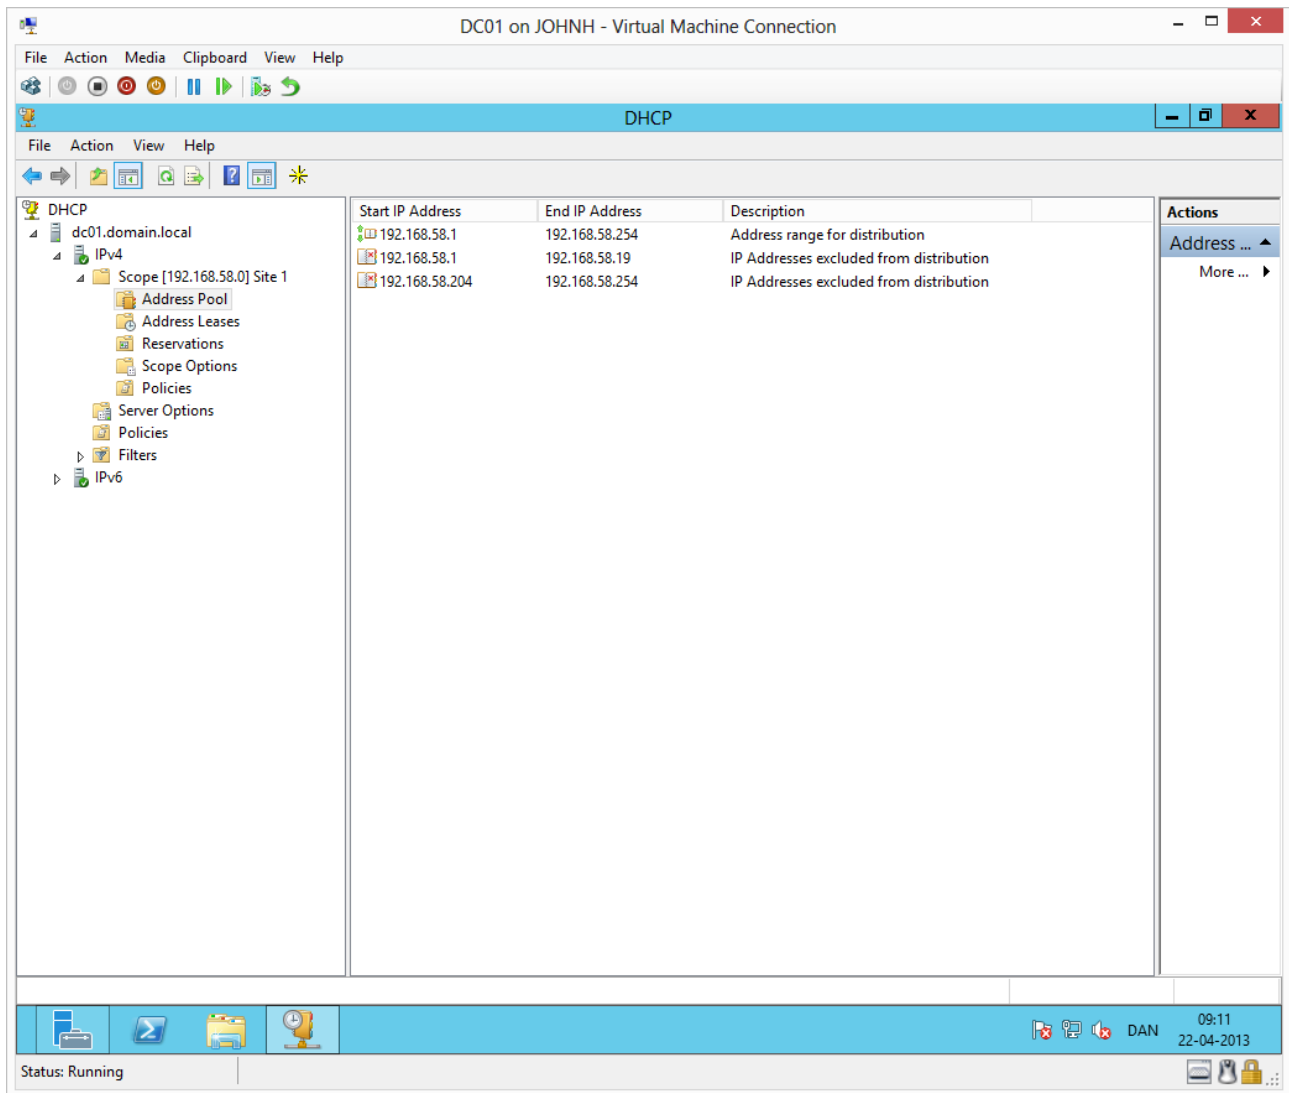 DC01 on JOHNH - Virtual Machine Connection
File Action Media Clipboard View Help
DHCP
File Action View Help
DHCP
dc01.domain.local
IPv4
Scope [192.168.58.0] Site 1
Address Pool
Address Leases
Reservations
Scope Options
Policies
Server Options
Policies
Filters
IPv6
Start IP Address End IP Address Description
192.168.58.1 192.168.58.254 Address range for distribution
192.168.58.1 192.168.58.19 IP Addresses excluded from distribution
192.168.58.204 192.168.58.254 IP Addresses excluded from distribution
Actions
Address ...
More ...
DAN
09:11
22-04-2013
Status: Running